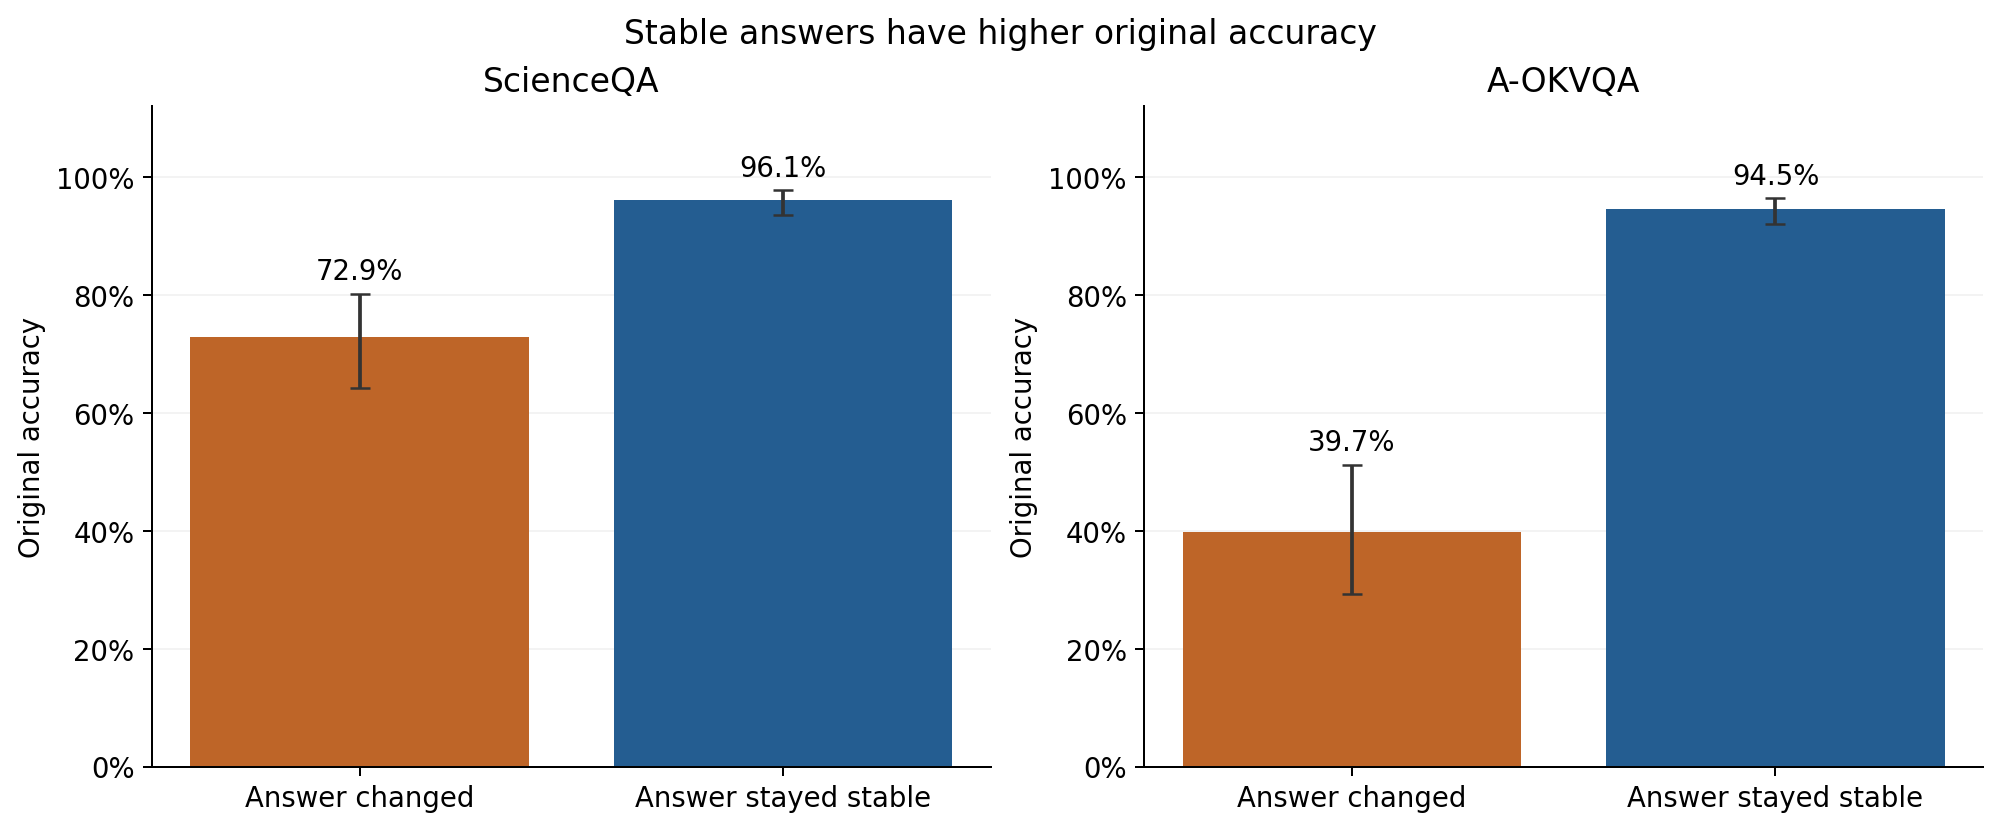 Stable answers have higher original accuracy
ScienceQA
Original accuracy
100%
80%
60%
40%
20%
0%
72.9%
96.1%
Answer changed
Answer stayed stable
A-OKVQA
Original accuracy
100%
80%
60%
40%
20%
0%
39.7%
94.5%
Answer changed
Answer stayed stable